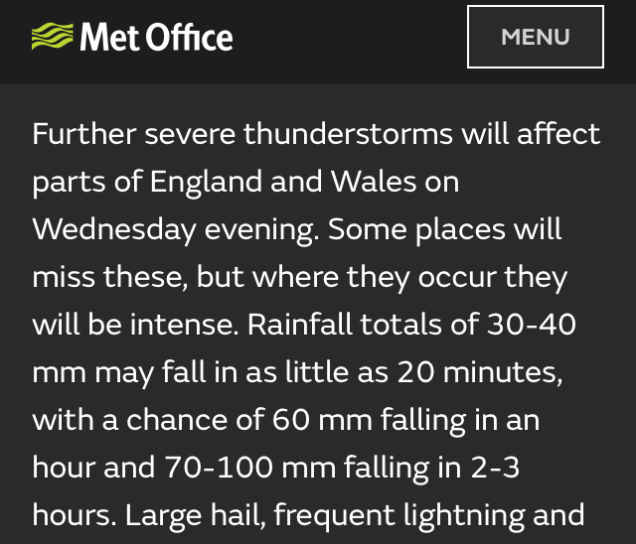 Met Office
MENU
Further severe thunderstorms will affect
parts of England and Wales on
Wednesday evening. Some places will
miss these, but where they occur they
will be intense. Rainfall totals of 30-40
mm may fall in as little as 20 minutes,
with a chance of 60 mm falling in an
hour and 70-100 mm falling in 2-3
hours. Large hail, frequent lightning and